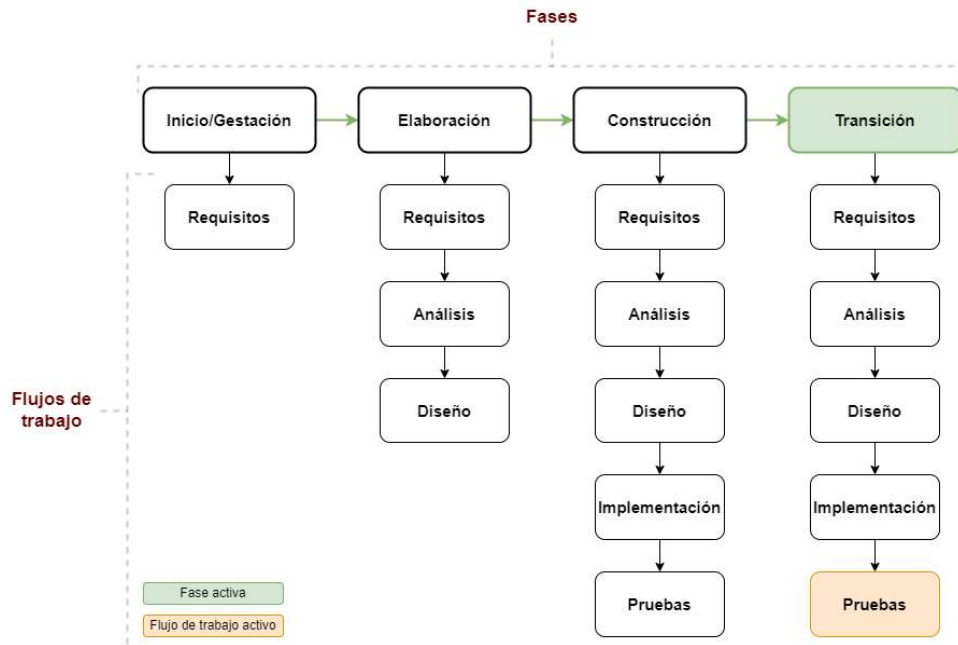 Fases
Inicio/Gestación
Elaboración
Construcción
Transición
Requisitos
Requisitos
Requisitos
Requisitos
Análisis
Análisis
Análisis
Flujos de
trabajo
Diseño
Diseño
Diseño
Implementación
Implementación
Fase activa
Flujo de trabajo activo
Pruebas
Pruebas